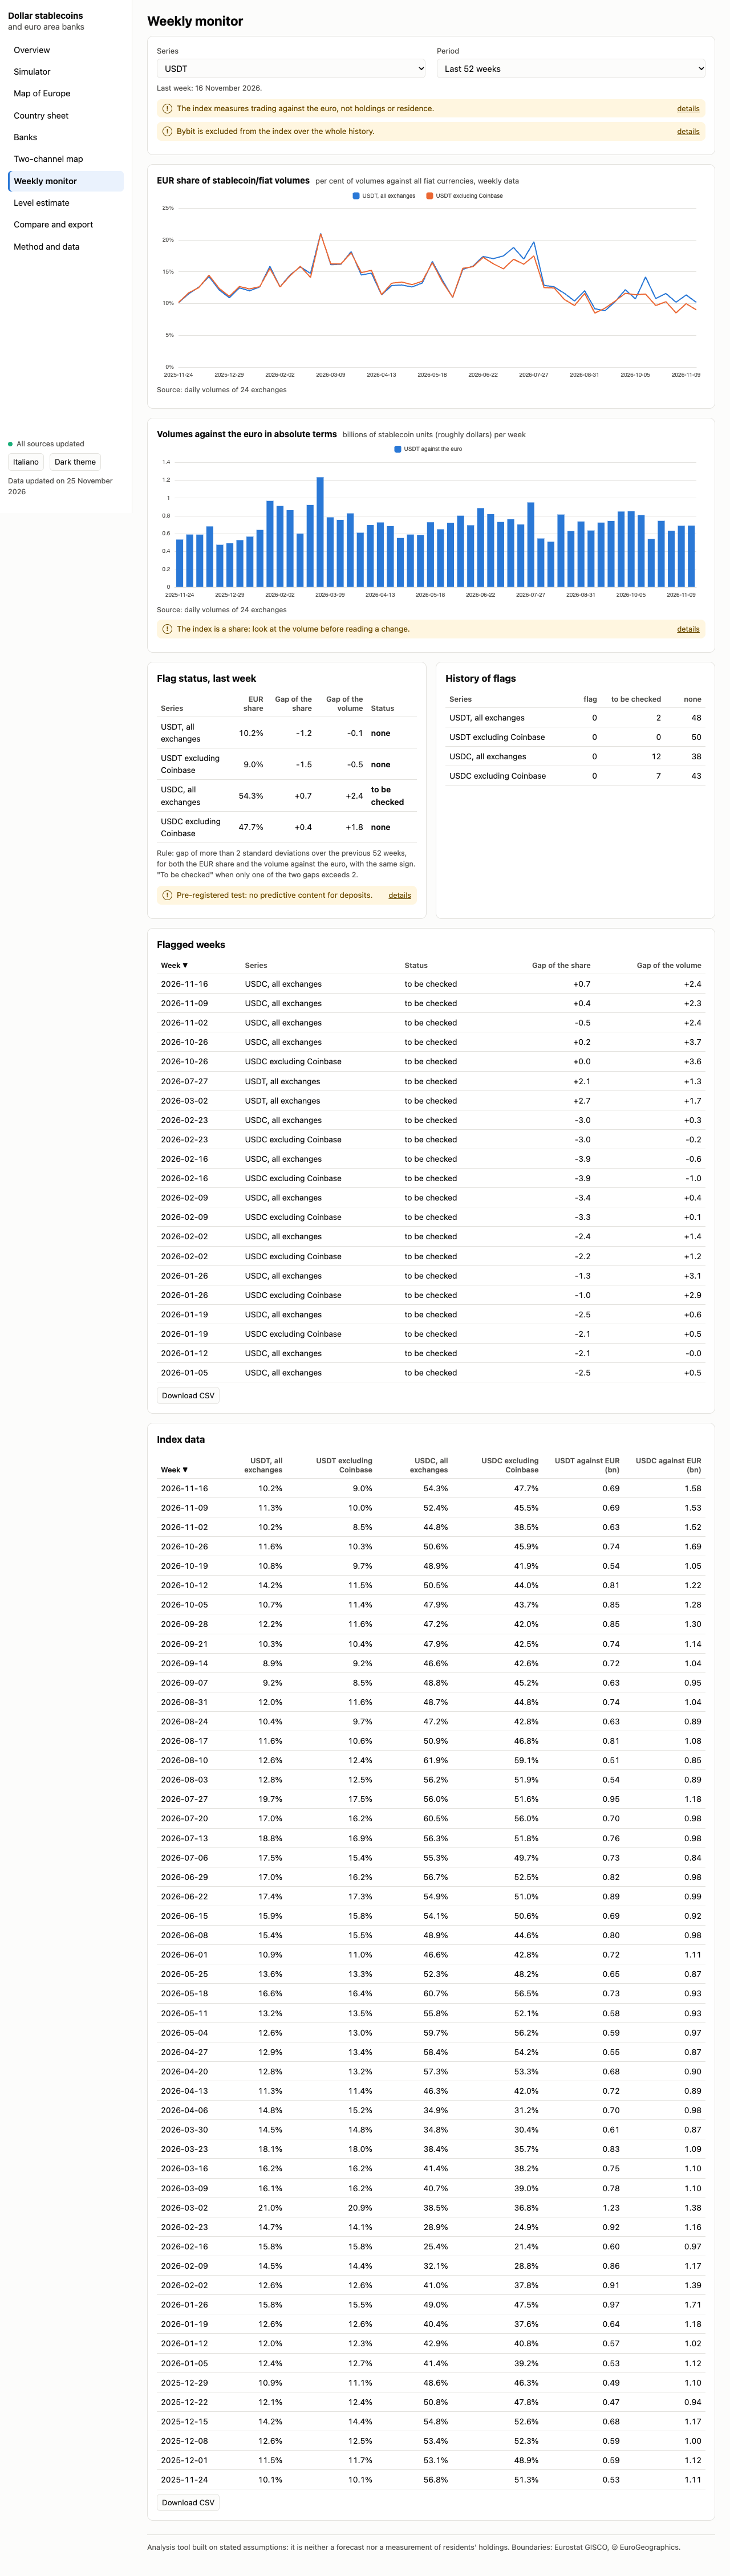 Dollar stablecoins
and euro area banks
Overview
Simulator
Map of Europe
Country sheet
Banks
Two-channel map
Weekly monitor
Level estimate
Compare and export
Method and data
All sources updated
Italiano Dark theme
Data updated on 25 November
2026
Weekly monitor
Series Period
USDT Last 52 weeks
Last week: 16 November 2026.
The index measures trading against the euro, not holdings or residence. details
Bybit is excluded from the index over the whole history. details
EUR share of stablecoin/fiat volumes per cent of volumes against all fiat currencies, weekly data
USDT, all exchanges USDT excluding Coinbase
25%
20%
15%
10%
5%
0%
2025-11-24 2025-12-29 2026-02-02 2026-03-09 2026-04-13 2026-05-18 2026-06-22 2026-07-27 2026-08-31 2026-10-05 2026-11-09
Source: daily volumes of 24 exchanges
Volumes against the euro in absolute terms billions of stablecoin units (roughly dollars) per week
USDT against the euro
1.4
1.2
1
0.8
0.6
0.4
0.2
0
2025-11-24 2025-12-29 2026-02-02 2026-03-09 2026-04-13 2026-05-18 2026-06-22 2026-07-27 2026-08-31 2026-10-05 2026-11-09
Source: daily volumes of 24 exchanges
The index is a share: look at the volume before reading a change. details
Flag status, last week
Series EUR share Gap of the share Gap of the volume Status
USDT, all exchanges 10.2% -1.2 -0.1 none
USDT excluding Coinbase 9.0% -1.5 -0.5 none
USDC, all exchanges 54.3% +0.7 +2.4 to be checked
USDC excluding Coinbase 47.7% +0.4 +1.8 none
Rule: gap of more than 2 standard deviations over the previous 52 weeks,
for both the EUR share and the volume against the euro, with the same sign.
"To be checked" when only one of the two gaps exceeds 2.
Pre-registered test: no predictive content for deposits. details
History of flags
Series flag to be checked none
USDT, all exchanges 0 2 48
USDT excluding Coinbase 0 0 50
USDC, all exchanges 0 12 38
USDC excluding Coinbase 0 7 43
Flagged weeks
Week ▼ Series Status Gap of the share Gap of the volume
2026-11-16 USDC, all exchanges to be checked +0.7 +2.4
2026-11-09 USDC, all exchanges to be checked +0.4 +2.3
2026-11-02 USDC, all exchanges to be checked -0.5 +2.4
2026-10-26 USDC, all exchanges to be checked +0.2 +3.7
2026-10-26 USDC excluding Coinbase to be checked +0.0 +3.6
2026-07-27 USDT, all exchanges to be checked +2.1 +1.3
2026-03-02 USDT, all exchanges to be checked +2.7 +1.7
2026-02-23 USDC, all exchanges to be checked -3.0 +0.3
2026-02-23 USDC excluding Coinbase to be checked -3.0 -0.2
2026-02-16 USDC, all exchanges to be checked -3.9 -0.6
2026-02-16 USDC excluding Coinbase to be checked -3.9 -1.0
2026-02-09 USDC, all exchanges to be checked -3.4 +0.4
2026-02-09 USDC excluding Coinbase to be checked -3.3 +0.1
2026-02-02 USDC, all exchanges to be checked -2.4 +1.4
2026-02-02 USDC excluding Coinbase to be checked -2.2 +1.2
2026-01-26 USDC, all exchanges to be checked -1.3 +3.1
2026-01-26 USDC excluding Coinbase to be checked -1.0 +2.9
2026-01-19 USDC, all exchanges to be checked -2.5 +0.6
2026-01-19 USDC excluding Coinbase to be checked -2.1 +0.5
2026-01-12 USDC, all exchanges to be checked -2.1 -0.0
2026-01-05 USDC, all exchanges to be checked -2.5 +0.5
Download CSV
Index data
Week ▼ USDT, all exchanges USDT excluding Coinbase USDC, all exchanges USDC excluding Coinbase USDT against EUR (bn) USDC against EUR (bn)
2026-11-16 10.2% 9.0% 54.3% 47.7% 0.69 1.58
2026-11-09 11.3% 10.0% 52.4% 45.5% 0.69 1.53
2026-11-02 10.2% 8.5% 44.8% 38.5% 0.63 1.52
2026-10-26 11.6% 10.3% 50.6% 45.9% 0.74 1.69
2026-10-19 10.8% 9.7% 48.9% 41.9% 0.54 1.05
2026-10-12 14.2% 11.5% 50.5% 44.0% 0.81 1.22
2026-10-05 10.7% 11.4% 47.9% 43.7% 0.85 1.28
2026-09-28 12.2% 11.6% 47.2% 42.0% 0.85 1.30
2026-09-21 10.3% 10.4% 47.9% 42.5% 0.74 1.14
2026-09-14 8.9% 9.2% 46.6% 42.6% 0.72 1.04
2026-09-07 9.2% 8.5% 48.8% 45.2% 0.63 0.95
2026-08-31 12.0% 11.6% 48.7% 44.8% 0.74 1.04
2026-08-24 10.4% 9.7% 47.2% 42.8% 0.63 0.89
2026-08-17 11.6% 10.6% 50.9% 46.8% 0.81 1.08
2026-08-10 12.6% 12.4% 61.9% 59.1% 0.51 0.85
2026-08-03 12.8% 12.5% 56.2% 51.9% 0.54 0.89
2026-07-27 19.7% 17.5% 56.0% 51.6% 0.95 1.18
2026-07-20 17.0% 16.2% 60.5% 56.0% 0.70 0.98
2026-07-13 18.8% 16.9% 56.3% 51.8% 0.76 0.98
2026-07-06 17.5% 15.4% 55.3% 49.7% 0.73 0.84
2026-06-29 17.0% 16.2% 56.7% 52.5% 0.82 0.98
2026-06-22 17.4% 17.3% 54.9% 51.0% 0.89 0.99
2026-06-15 15.9% 15.8% 54.1% 50.6% 0.69 0.92
2026-06-08 15.4% 15.5% 48.9% 44.6% 0.80 0.98
2026-06-01 10.9% 11.0% 46.6% 42.8% 0.72 1.11
2026-05-25 13.6% 13.3% 52.3% 48.2% 0.65 0.87
2026-05-18 16.6% 16.4% 60.7% 56.5% 0.73 0.93
2026-05-11 13.2% 13.5% 55.8% 52.1% 0.58 0.93
2026-05-04 12.6% 13.0% 59.7% 56.2% 0.59 0.97
2026-04-27 12.9% 13.4% 58.4% 54.2% 0.55 0.87
2026-04-20 12.8% 13.2% 57.3% 53.3% 0.68 0.90
2026-04-13 11.3% 11.4% 46.3% 42.0% 0.72 0.89
2026-04-06 14.8% 15.2% 34.9% 31.2% 0.70 0.98
2026-03-30 14.5% 14.8% 34.8% 30.4% 0.61 0.87
2026-03-23 18.1% 18.0% 38.4% 35.7% 0.83 1.09
2026-03-16 16.2% 16.2% 41.4% 38.2% 0.75 1.10
2026-03-09 16.1% 16.2% 40.7% 39.0% 0.78 1.10
2026-03-02 21.0% 20.9% 38.5% 36.8% 1.23 1.38
2026-02-23 14.7% 14.1% 28.9% 24.9% 0.92 1.16
2026-02-16 15.8% 15.8% 25.4% 21.4% 0.60 0.97
2026-02-09 14.5% 14.4% 32.1% 28.8% 0.86 1.17
2026-02-02 12.6% 12.6% 41.0% 37.8% 0.91 1.39
2026-01-26 15.8% 15.5% 49.0% 47.5% 0.97 1.71
2026-01-19 12.6% 12.6% 40.4% 37.6% 0.64 1.18
2026-01-12 12.0% 12.3% 42.9% 40.8% 0.57 1.02
2026-01-05 12.4% 12.7% 41.4% 39.2% 0.53 1.12
2025-12-29 10.9% 11.1% 48.6% 46.3% 0.49 1.10
2025-12-22 12.1% 12.4% 50.8% 47.8% 0.47 0.94
2025-12-15 14.2% 14.4% 54.8% 52.6% 0.68 1.17
2025-12-08 12.6% 12.5% 53.4% 52.3% 0.59 1.00
2025-12-01 11.5% 11.7% 53.1% 48.9% 0.59 1.12
2025-11-24 10.1% 10.1% 56.8% 51.3% 0.53 1.11
Download CSV
Analysis tool built on stated assumptions: it is neither a forecast nor a measurement of residents' holdings. Boundaries: Eurostat GISCO, © EuroGeographics.